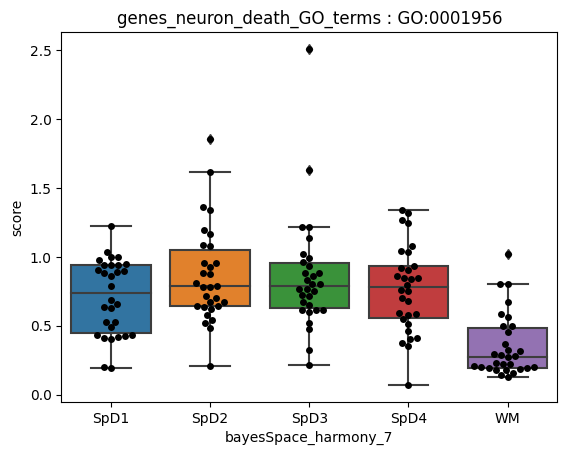 genes_neuron_death_GO_terms : GO:0001956
2.5
2.0
1.5
1.0
0.5
0.0
score
SpD1 SpD2 SpD3 SpD4 WM
bayesSpace_harmony_7